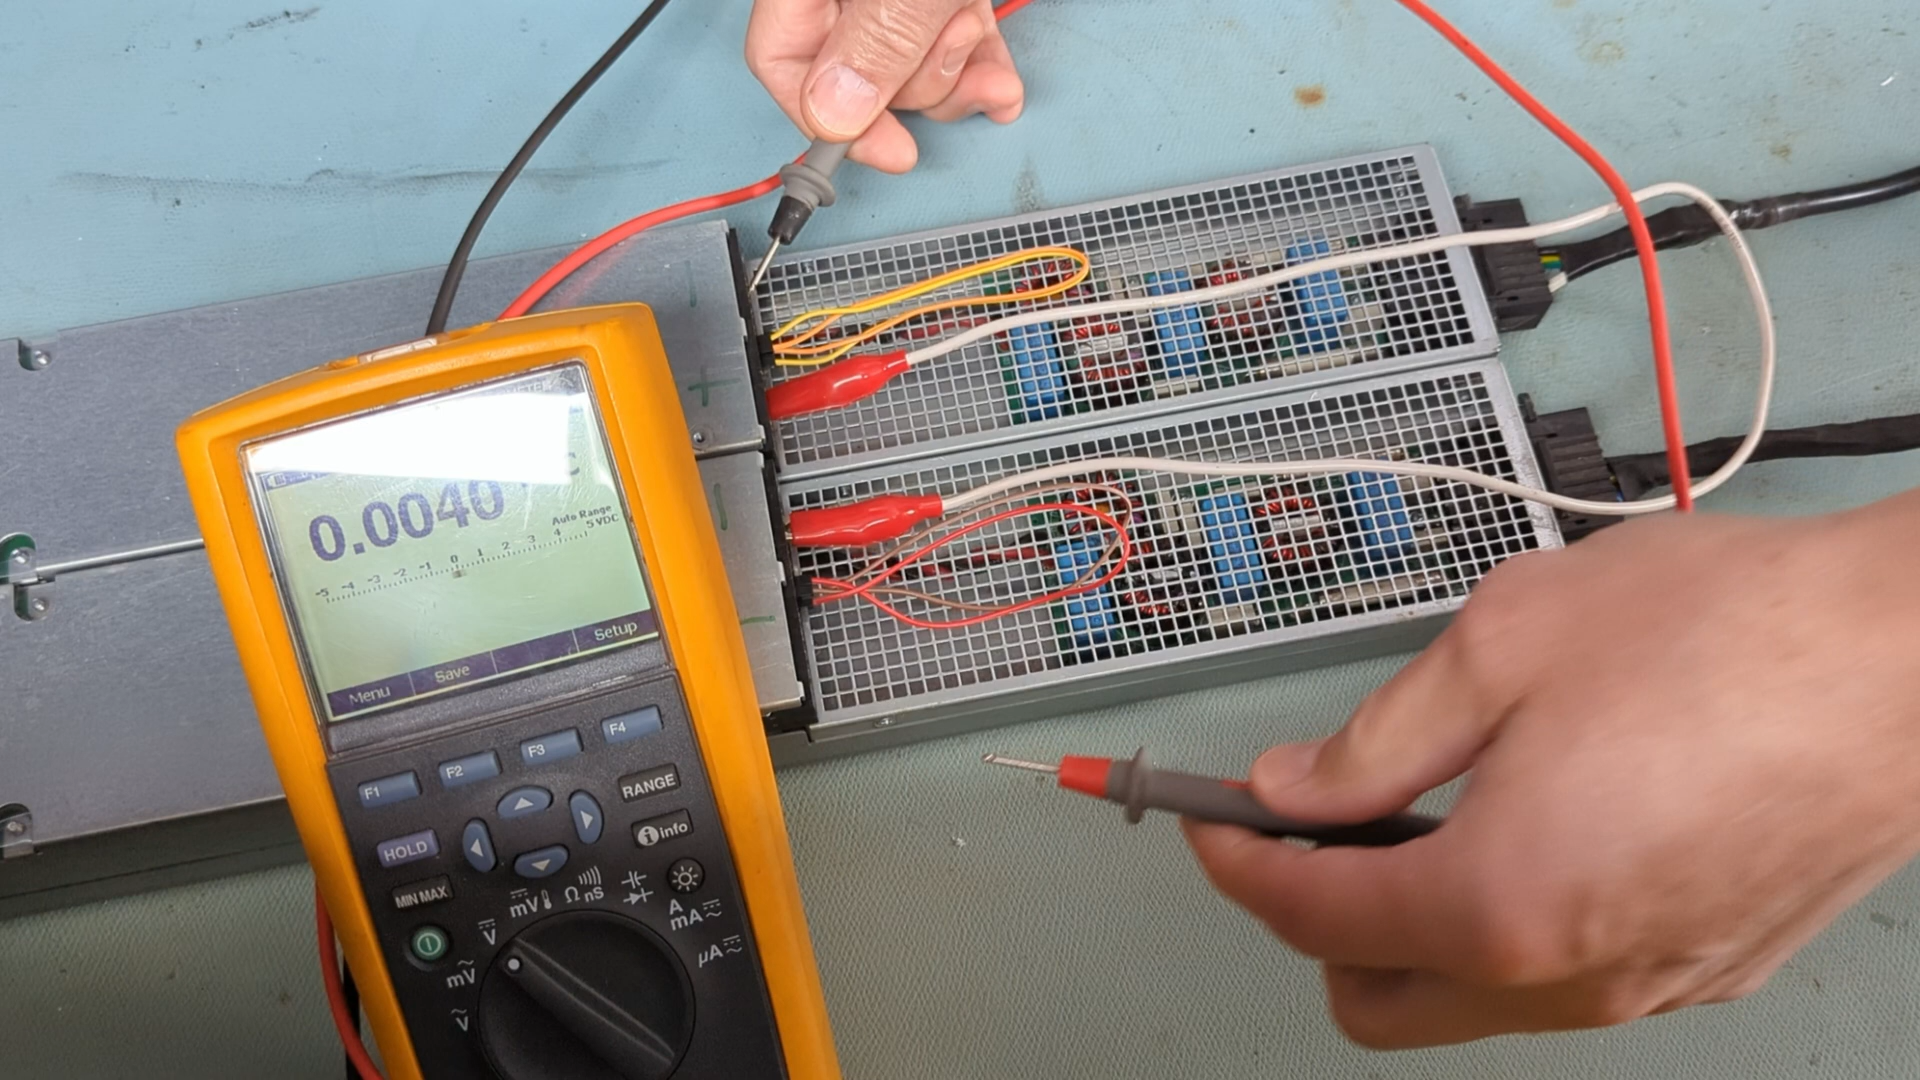 METER
0.0040
Auto Range
5 VDC
-5 -4 -3 -2 -1 0 1 2 3 4
Menu Save Setup
F1 F2 F3 F4
RANGE
HOLD
info
MIN MAX
V
mV
Ω nS
A
mA
µA
mV
V
+
-